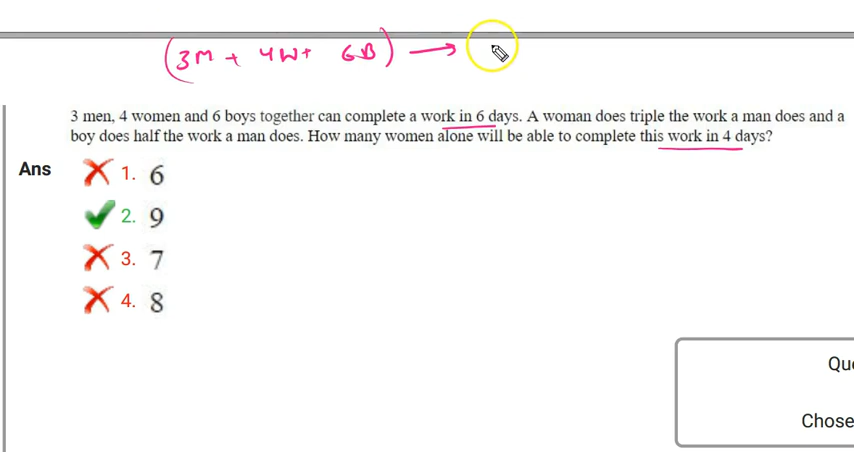 (3M + 4W + 6B) →
3 men, 4 women and 6 boys together can complete a work in 6 days. A woman does triple the work a man does and a
boy does half the work a man does. How many women alone will be able to complete this work in 4 days?
Ans
1. 6
2. 9
3. 7
4. 8
Que
Chose